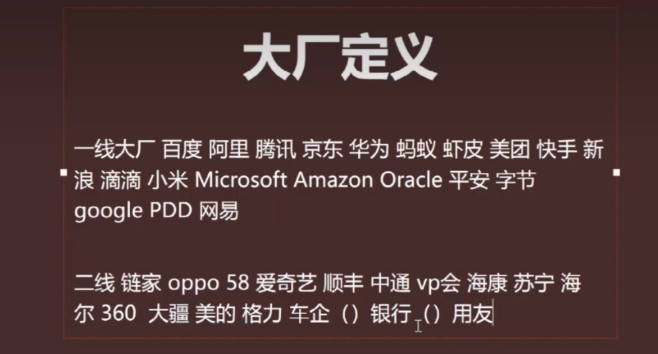 大厂定义
一线大厂 百度 阿里 腾讯 京东 华为 蚂蚁 虾皮 美团 快手 新
浪 滴滴 小米 Microsoft Amazon Oracle 平安 字节
google PDD 网易
二线 链家 oppo 58 爱奇艺 顺丰 中通 vp会 海康 苏宁 海
尔 360 大疆 美的 格力 车企（）银行（）用友